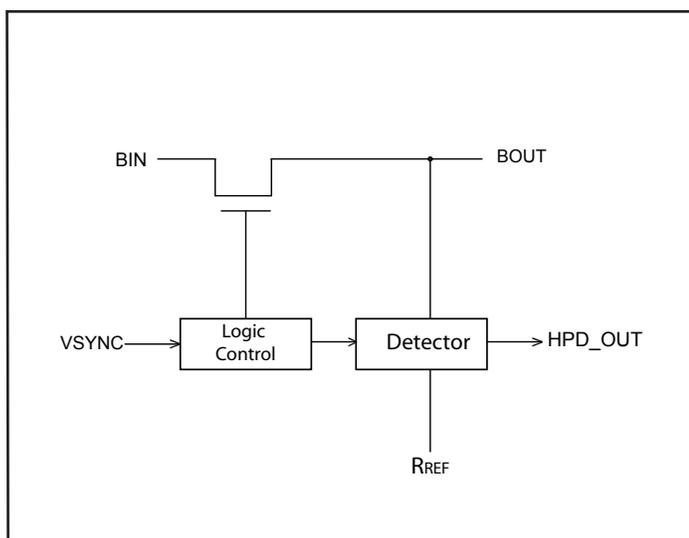 BIN
BOUT
VSYNC
Logic
Control
Detector
HPD_OUT
RREF